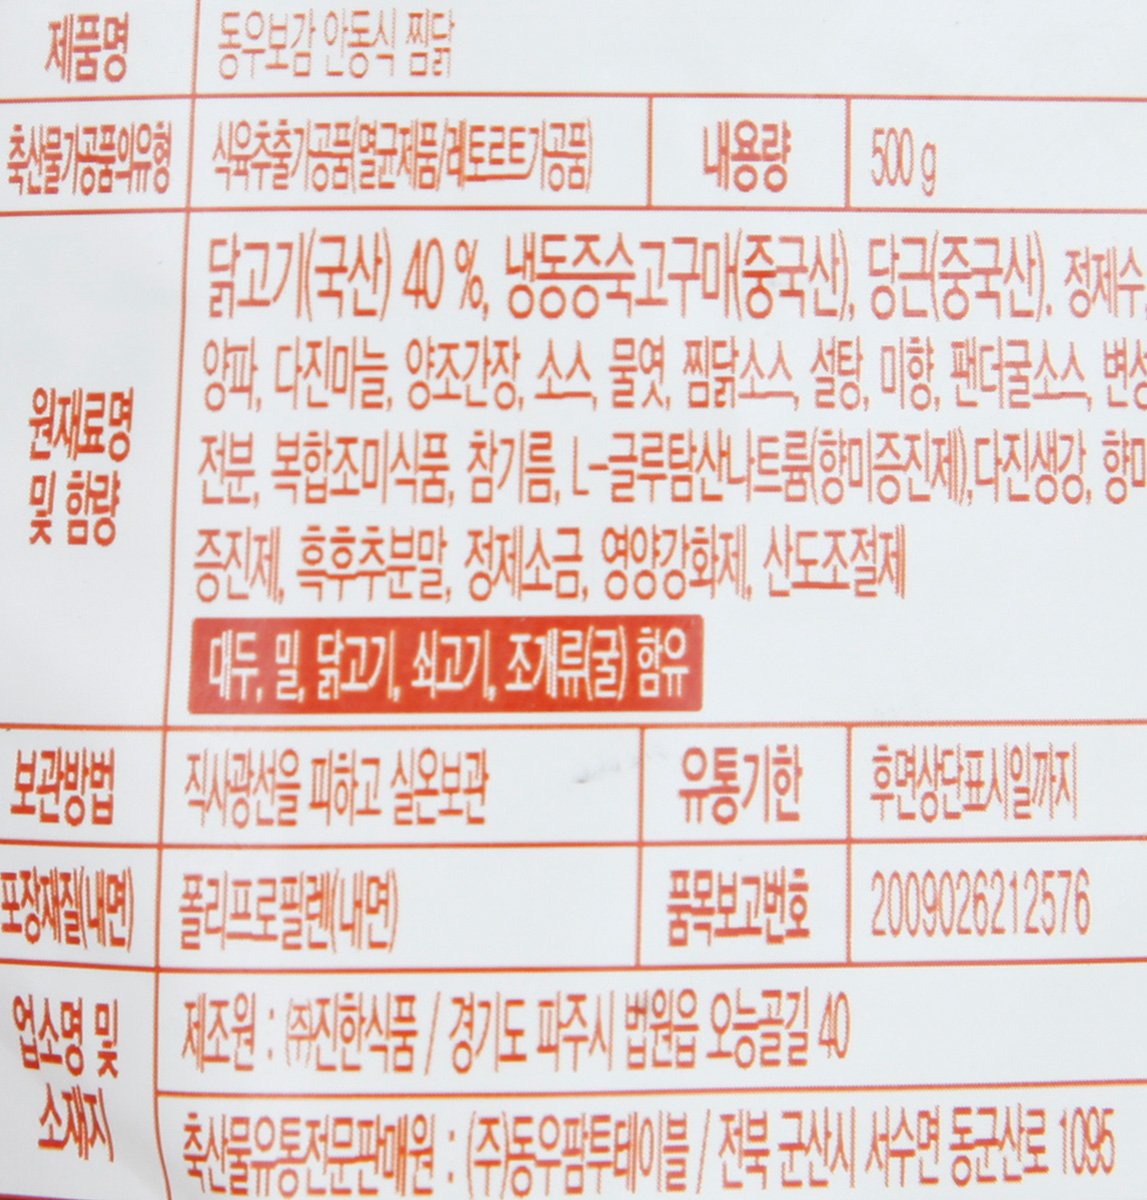 제품명 동우보감 안동식 찜닭
축산물가공품의유형 식육추출가공품(멸균제품/레토르트가공품) 내용량 500 g
원재료명 및 함량
닭고기(국산) 40 %, 냉동증숙고구마(중국산), 당근(중국산). 정제수,
양파, 다진마늘, 양조간장, 소스, 물엿, 찜닭소스, 설탕, 미향, 팬더굴소스, 변성
전분, 복합조미식품, 참기름, L-글루탐산나트륨(향미증진제),다진생강, 향미
증진제, 흑후추분말, 정제소금, 영양강화제, 산도조절제
대두, 밀, 닭고기, 쇠고기, 조개류(굴) 함유
보관방법 직사광선을 피하고 실온보관 유통기한 후면상단표시일까지
포장재질(내면) 폴리프로필렌(내면) 품목보고번호 2009026212576
업소명 및 소재지
제조원 : ㈜진한식품 / 경기도 파주시 법원읍 오능골길 40
축산물유통전문판매원 : (주)동우팜투테이블 / 전북 군산시 서수면 동군산로 1095